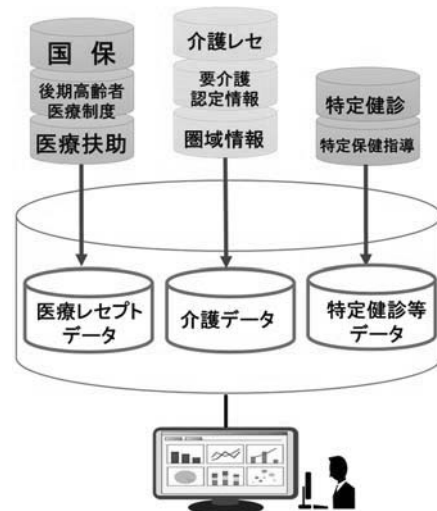 国保
後期高齢者
医療制度
医療扶助
介護レセ
要介護
認定情報
圏域情報
特定健診
特定保健指導
医療レセプト
データ
介護データ
特定健診等
データ